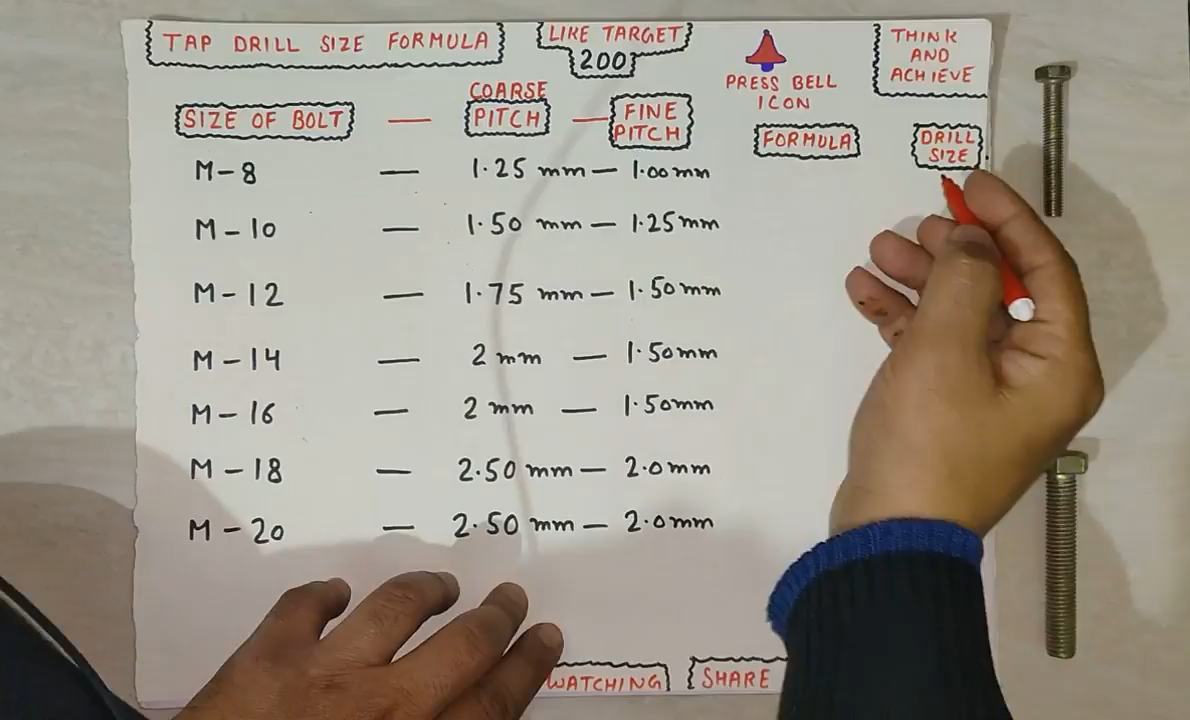 TAP DRILL SIZE FORMULA
LIKE TARGET
200
PRESS BELL
ICON
THINK
AND
ACHIEVE
SIZE OF BOLT — COARSE PITCH — FINE PITCH
FORMULA
DRILL
SIZE
M-8 — 1.25 mm — 1.00mm
M-10 — 1.50 mm — 1.25mm
M-12 — 1.75 mm — 1.50mm
M-14 — 2 mm — 1.50mm
M-16 — 2 mm — 1.50mm
M-18 — 2.50 mm — 2.0mm
M-20 — 2.50 mm — 2.0mm
WATCHING
SHARE